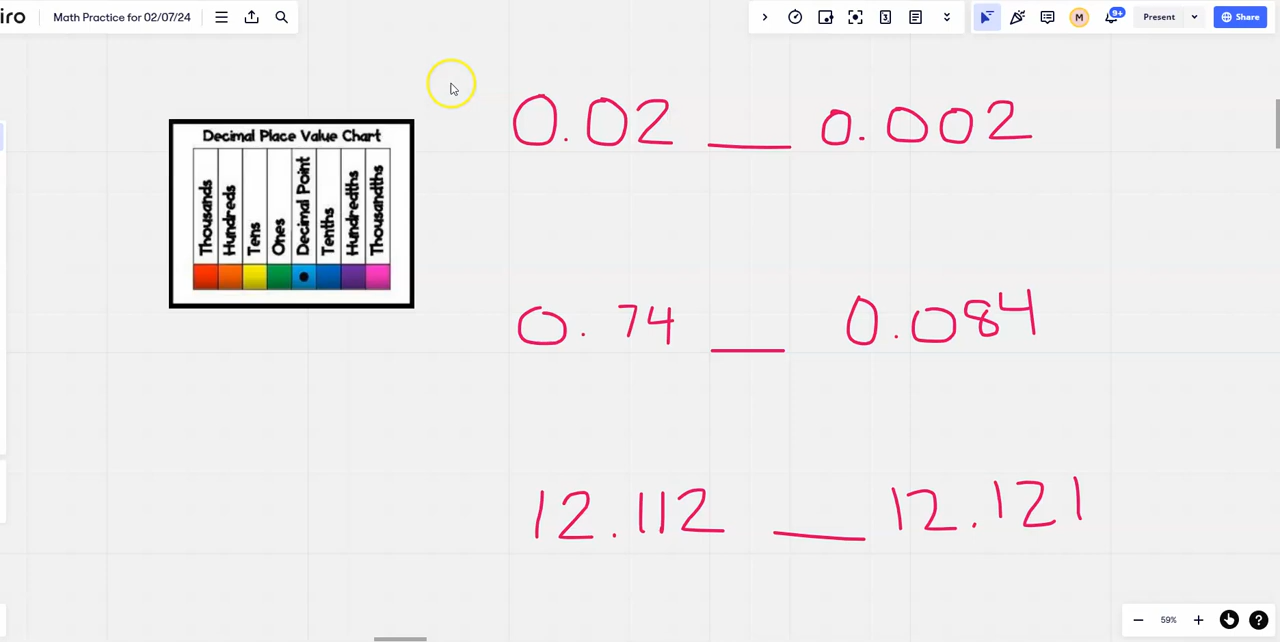 iro Math Practice for 02/07/24 3 M 9+ Present Share
Decimal Place Value Chart
Thousands Hundreds Tens Ones Decimal Point Tenths Hundredths Thousandths
0.02 ___ 0.002
0.74 ___ 0.084
12.112 ___ 12.121
− 59% + ?